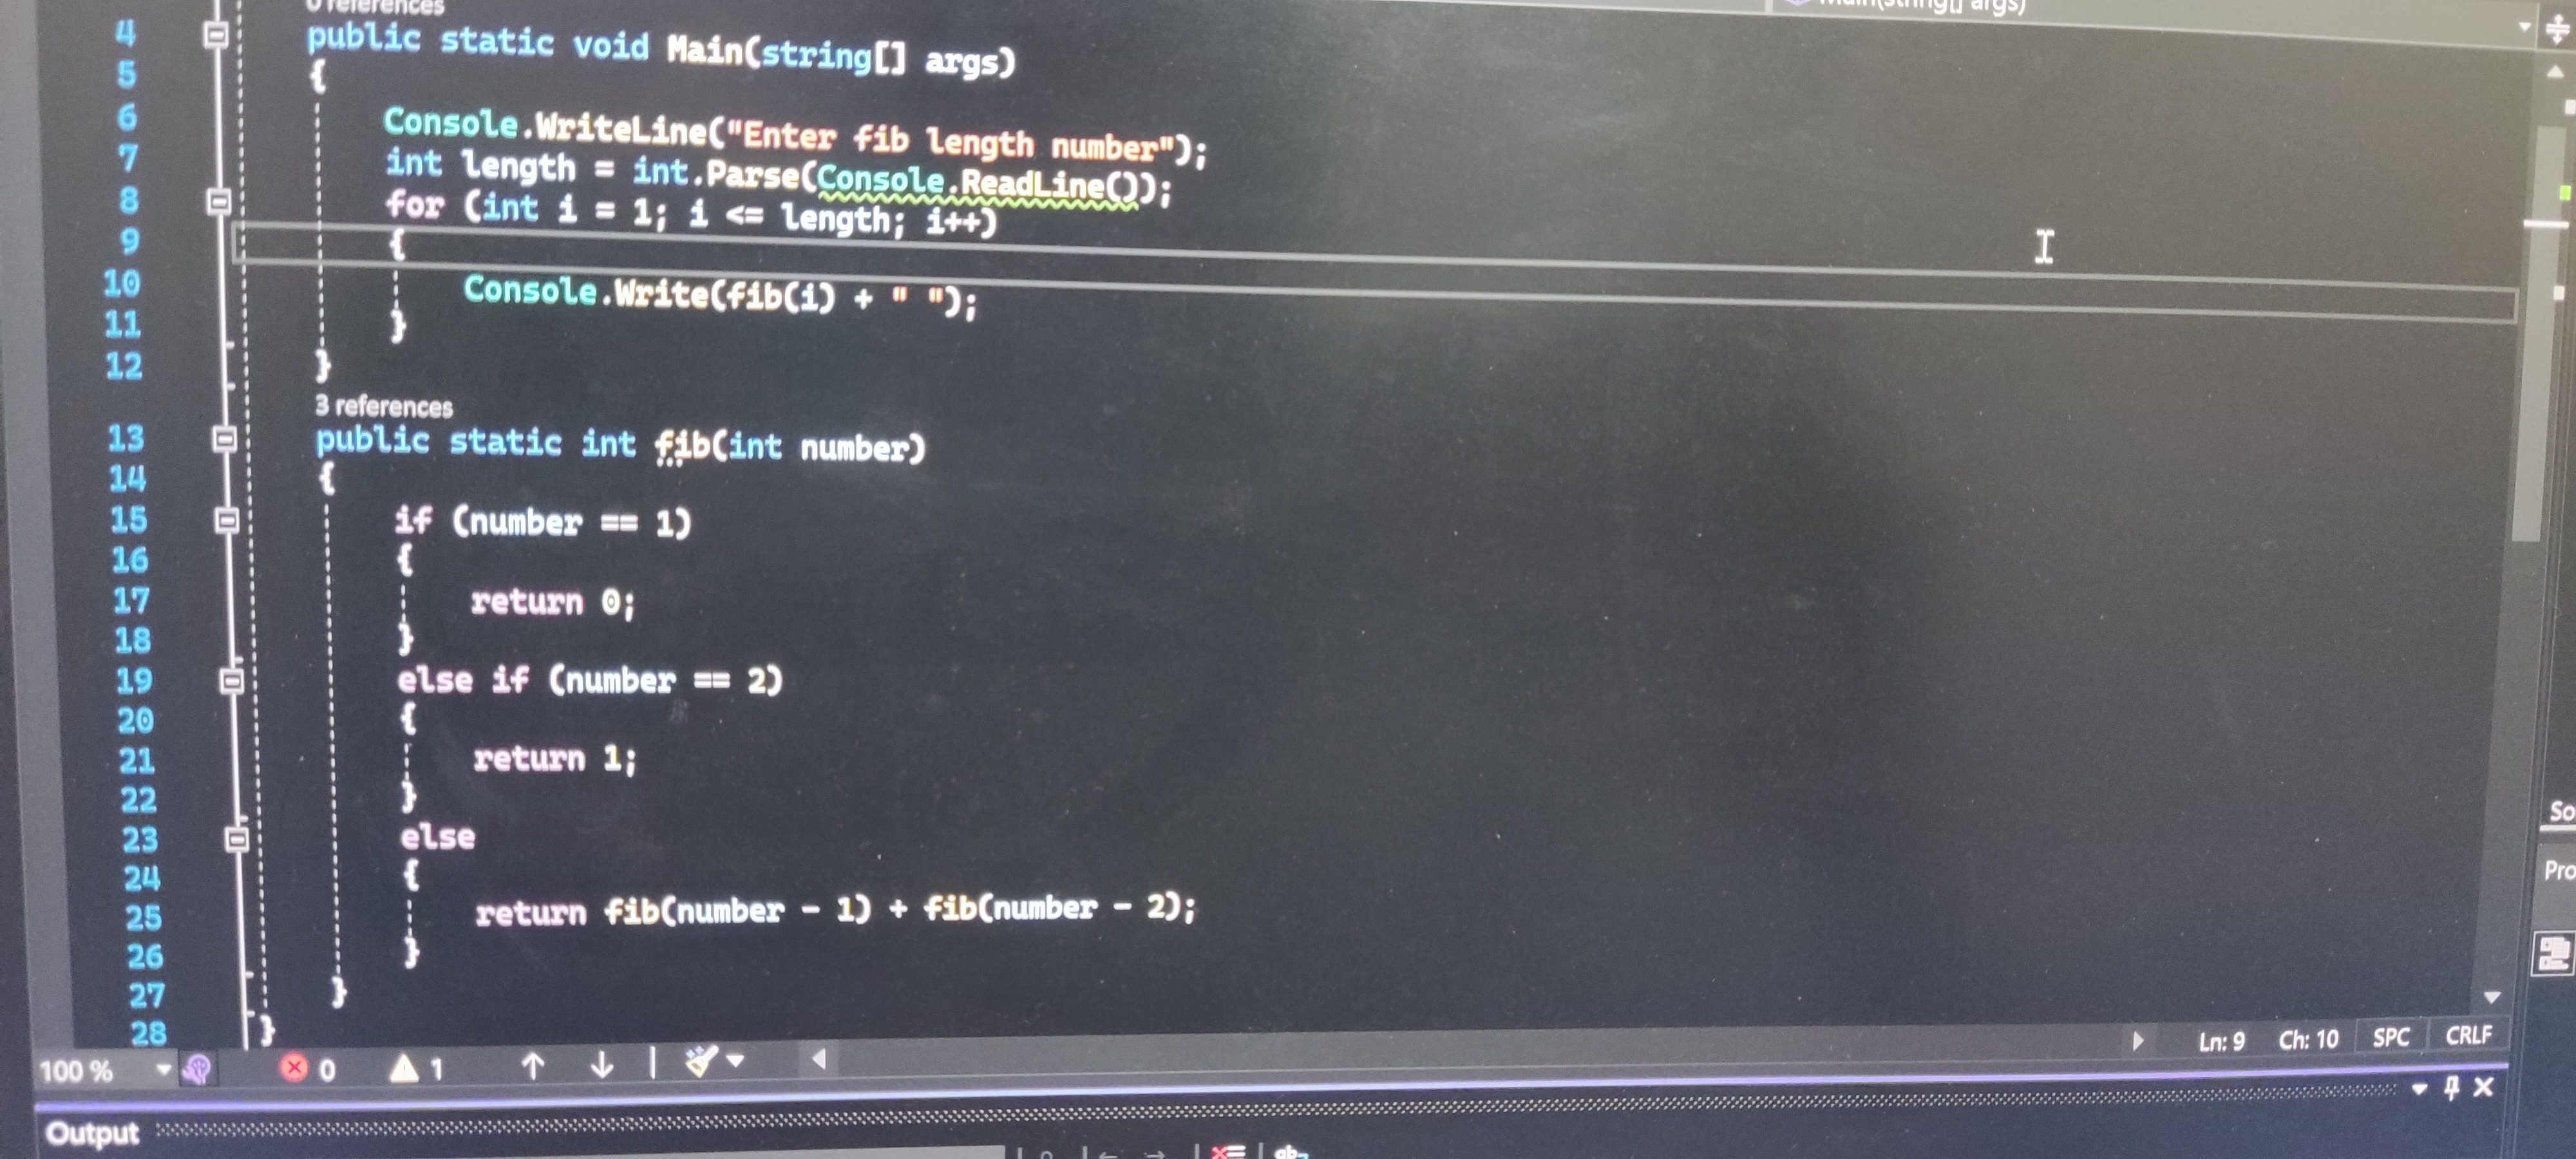 0 references
Main(string[] args)
4 public static void Main(string[] args)
5 {
6 Console.WriteLine("Enter fib length number");
7 int length = int.Parse(Console.ReadLine());
8 for (int i = 1; i <= length; i++)
9 {
10 Console.Write(fib(i) + " ");
11 }
12 }
3 references
13 public static int fib(int number)
14 {
15 if (number == 1)
16 {
17 return 0;
18 }
19 else if (number == 2)
20 {
21 return 1;
22 }
23 else
24 {
25 return fib(number - 1) + fib(number - 2);
26 }
27 }
28 }
So
Pro
100 % 0 1 Ln: 9 Ch: 10 SPC CRLF
Output